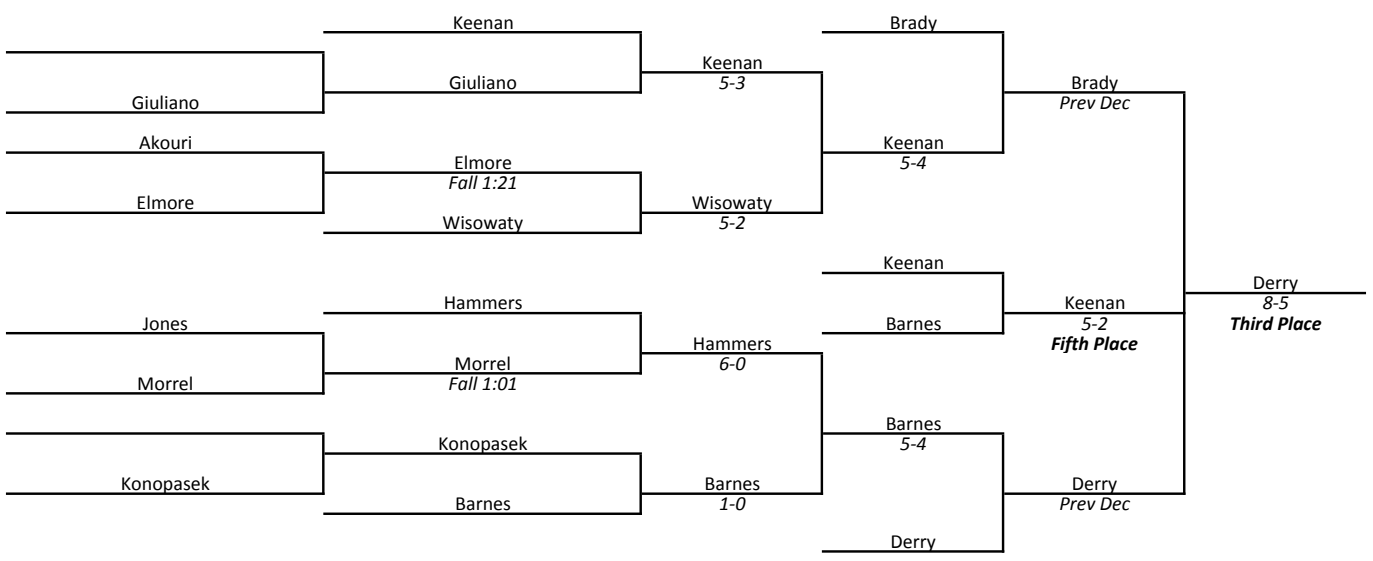 Keenan
Brady
Keenan
5-3
Giuliano
Brady
Prev Dec
Giuliano
Akouri
Keenan
5-4
Elmore
Fall 1:21
Elmore
Wisowaty
5-2
Wisowaty
Keenan
Derry
8-5
Third Place
Hammers
Keenan
5-2
Fifth Place
Jones
Barnes
Hammers
6-0
Morrel
Fall 1:01
Morrel
Barnes
5-4
Konopasek
Konopasek
Barnes
1-0
Derry
Prev Dec
Barnes
Derry